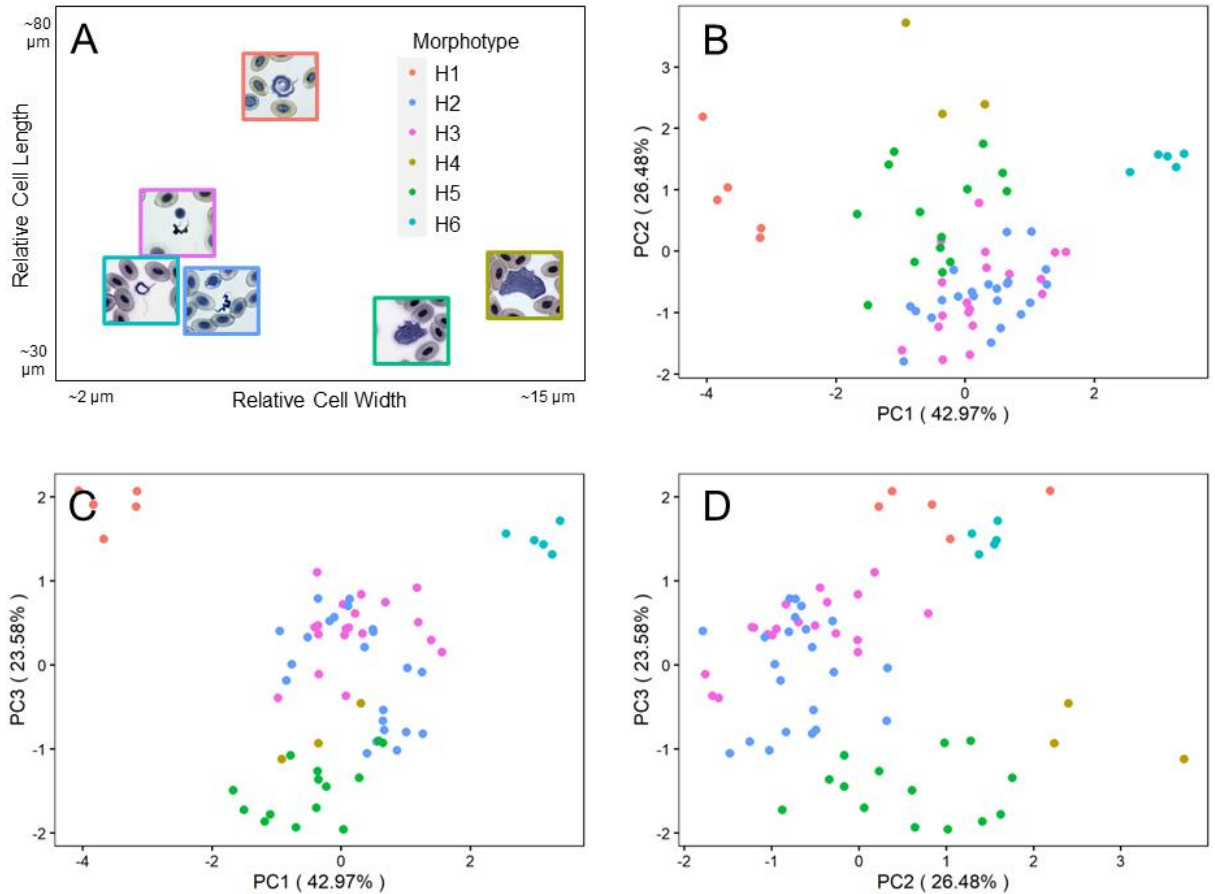 A
~80
µm
Relative Cell Length
~30
µm
~2 µm
Relative Cell Width
~15 µm
Morphotype
H1
H2
H3
H4
H5
H6
B
3
2
1
0
-1
-2
PC2 ( 26.48% )
-4
-2
0
2
PC1 ( 42.97% )
C
2
1
0
-1
-2
PC3 ( 23.58% )
-4
-2
0
2
PC1 ( 42.97% )
D
2
1
0
-1
-2
PC3 ( 23.58% )
-2
-1
0
1
2
3
PC2 ( 26.48% )